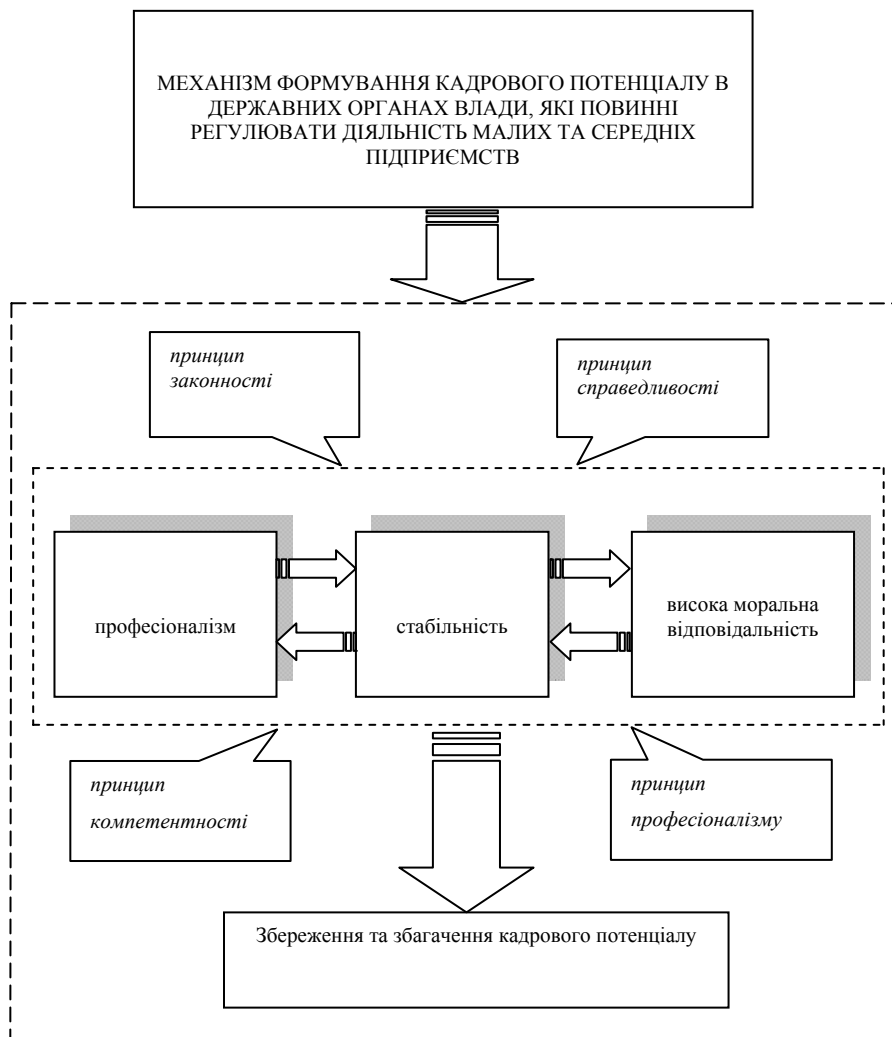 МЕХАНІЗМ ФОРМУВАННЯ КАДРОВОГО ПОТЕНЦІАЛУ В
ДЕРЖАВНИХ ОРГАНАХ ВЛАДИ, ЯКІ ПОВИННІ
РЕГУЛЮВАТИ ДІЯЛЬНІСТЬ МАЛИХ ТА СЕРЕДНІХ
ПІДПРИЄМСТВ
принцип
законності
принцип
справедливості
професіоналізм
стабільність
висока моральна
відповідальність
принцип
компетентності
принцип
професіоналізму
Збереження та збагачення кадрового потенціалу